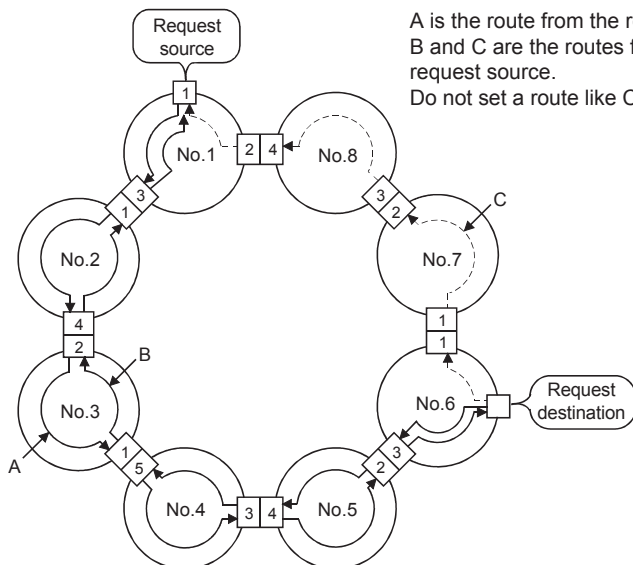 Request
source
A is the route from the r
B and C are the routes f
request source.
Do not set a route like C
1
No.1
2 4
No.8
3
1
3
2
C
No.2
No.7
4
2
1
1
B
No.3
No.6
Request
destination
A
1
5
3
2
No.4
3 4
No.5